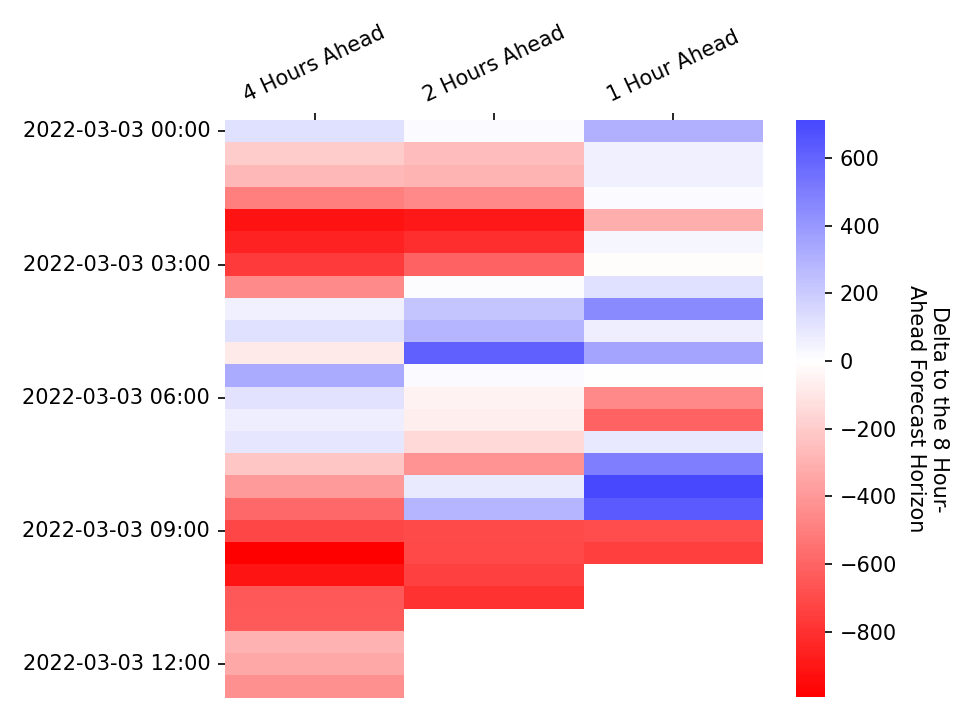 4 Hours Ahead
2 Hours Ahead
1 Hour Ahead
2022-03-03 00:00
2022-03-03 03:00
2022-03-03 06:00
2022-03-03 09:00
2022-03-03 12:00
600
400
200
0
−200
−400
−600
−800
Delta to the 8 Hour-
Ahead Forecast Horizon